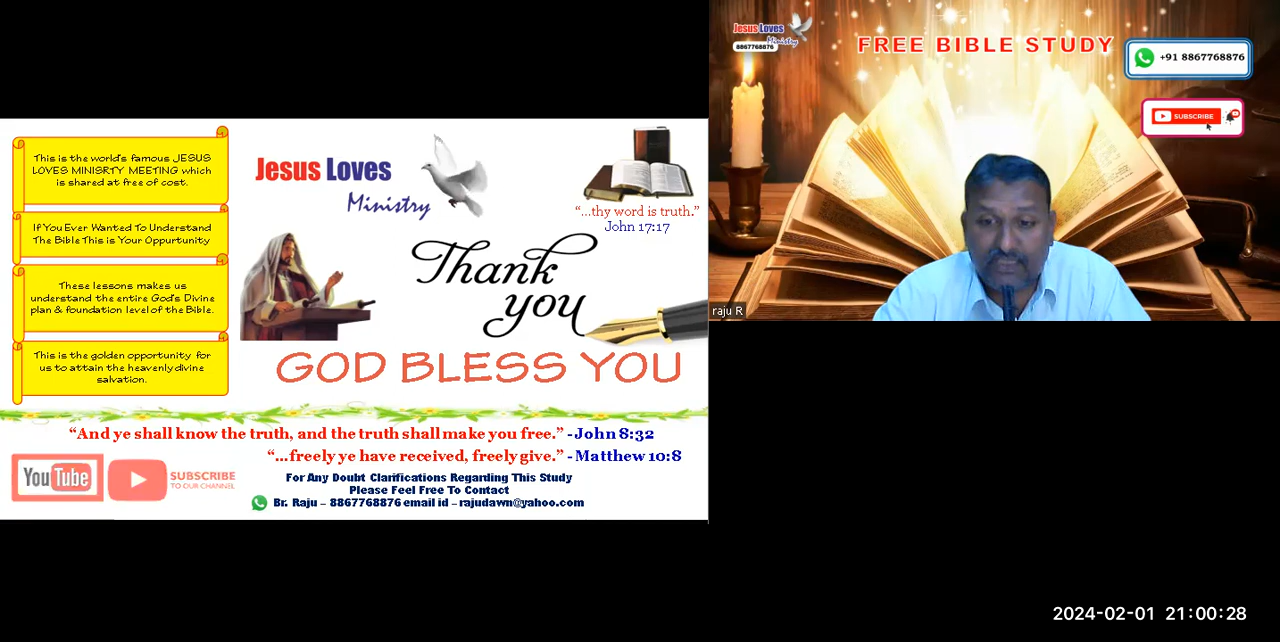 This is the world's famous JESUS
LOVES MINISRTY MEETING which
is shared at free of cost.
If You Ever Wanted To Understand
The Bible This is Your Oppurtunity
These lessons makes us
understand the entire God's Divine
plan & foundation level of the Bible.
This is the golden opportunity for
us to attain the heavenly divine
salvation.
Jesus Loves
Ministry
"...thy word is truth."
John 17:17
Thank
you
GOD BLESS YOU
"And ye shall know the truth, and the truth shall make you free." - John 8:32
"...freely ye have received, freely give." - Matthew 10:8
YouTube
SUBSCRIBE
TO OUR CHANNEL
For Any Doubt Clarifications Regarding This Study
Please Feel Free To Contact
Br. Raju – 8867768876 email id – rajudawn@yahoo.com
Jesus Loves
Ministry
8867768876
FREE BIBLE STUDY
+91 8867768876
SUBSCRIBE
raju R
2024-02-01 21:00:28